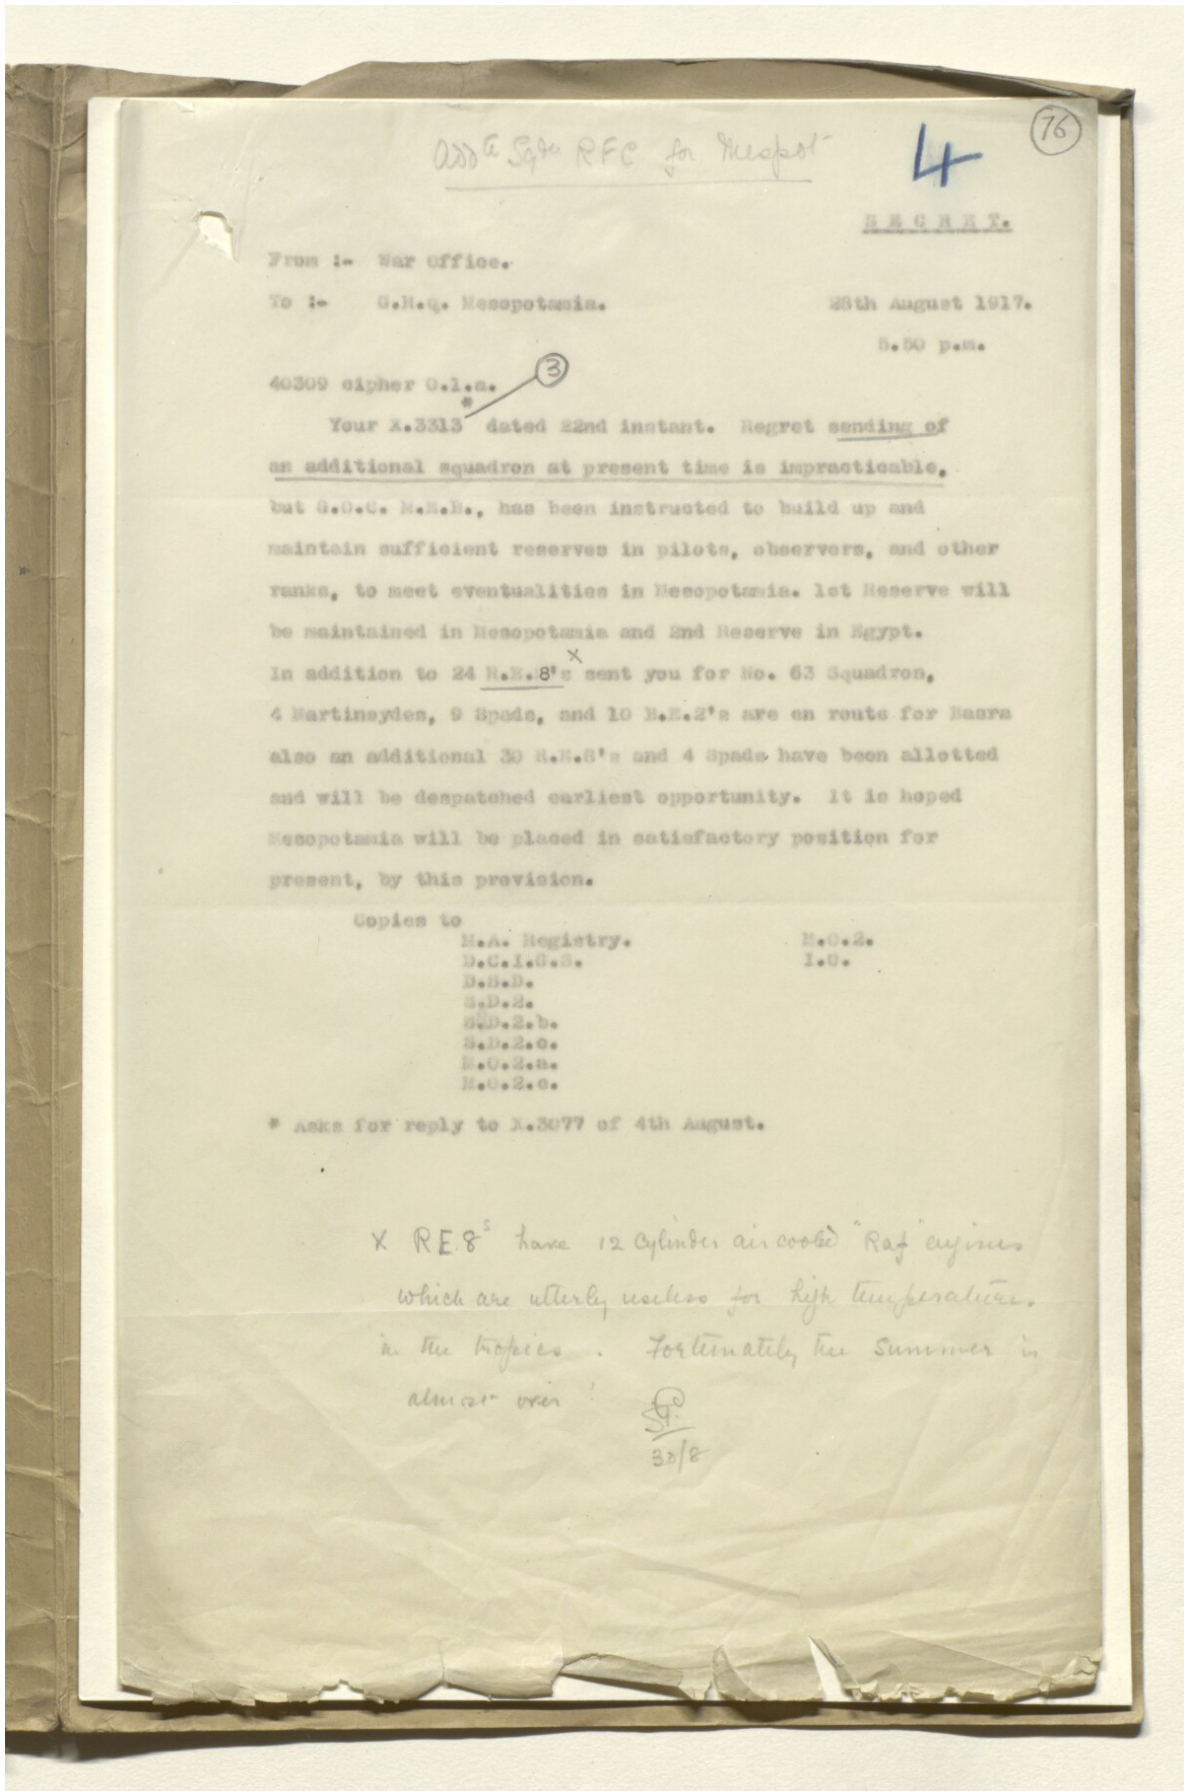 Addtl Sqdn RFC for Mespot
4
76
SECRET.
From :- War Office.
To :- G.H.Q. Mesopotamia.
28th August 1917.
5.50 p.m.
3
40309 cipher O.1.a.
*
Your X.3313 dated 22nd instant. Regret sending of
an additional squadron at present time is impracticable,
but G.O.C. M.E.B., has been instructed to build up and
maintain sufficient reserves in pilots, observers, and other
ranks, to meet eventualities in Mesopotamia. 1st Reserve will
be maintained in Mesopotamia and 2nd Reserve in Egypt.
x
In addition to 24 R.E.8's sent you for No. 63 Squadron,
4 Martinsydes, 9 Spads, and 10 B.E.2's are en route for Basra
also an additional 30 R.E.8's and 4 Spads have been allotted
and will be despatched earliest opportunity. It is hoped
Mesopotamia will be placed in satisfactory position for
present, by this provision.
Copies to
M.A. Registry. M.O.2.
D.C.I.G.S. I.O.
D.S.D.
S.D.2.
S.D.2.b.
S.D.2.c.
M.O.2.a.
M.O.2.c.
* Asks for reply to X.3077 of 4th August.
X RE.8s have 12 cylinder air cooled "Raf" engines
which are utterly useless for high temperatures
in the tropics. Fortunately the summer is
almost over!
30/8